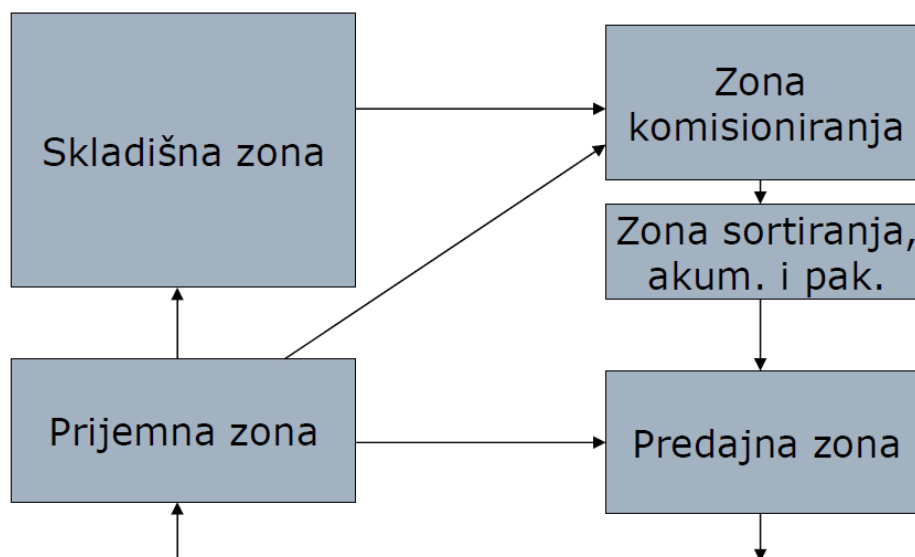 Skladišna zona
Zona
komisioniranja
Zona sortiranja,
akum. i pak.
Prijemna zona
Predajna zona